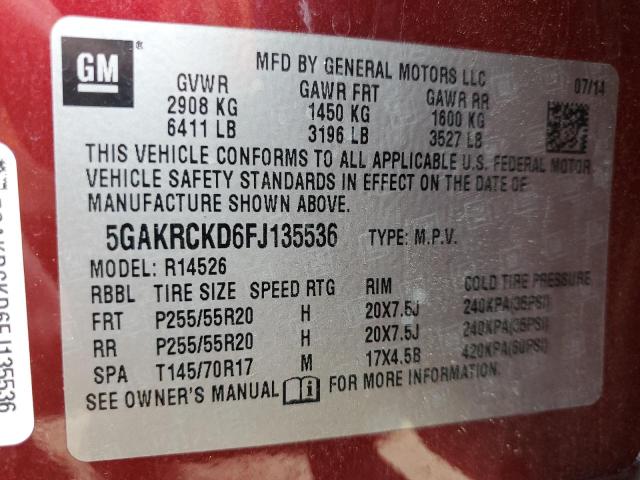 GM
MFD BY GENERAL MOTORS LLC
07/14
GVWR GAWR FRT GAWR RR
2908 KG 1450 KG 1600 KG
6411 LB 3196 LB 3527 LB
THIS VEHICLE CONFORMS TO ALL APPLICABLE U.S. FEDERAL MOTOR
VEHICLE SAFETY STANDARDS IN EFFECT ON THE DATE OF
MANUFACTURE SHOWN ABOVE.
5GAKRCKD6FJ135536 TYPE: M.P.V.
MODEL: R14526
RBBL TIRE SIZE SPEED RTG RIM COLD TIRE PRESSURE
FRT P255/55R20 H 20X7.5J 240KPA(35PSI)
RR P255/55R20 H 20X7.5J 240KPA(35PSI)
SPA T145/70R17 M 17X4.5B 420KPA(60PSI)
SEE OWNER'S MANUAL i FOR MORE INFORMATION.